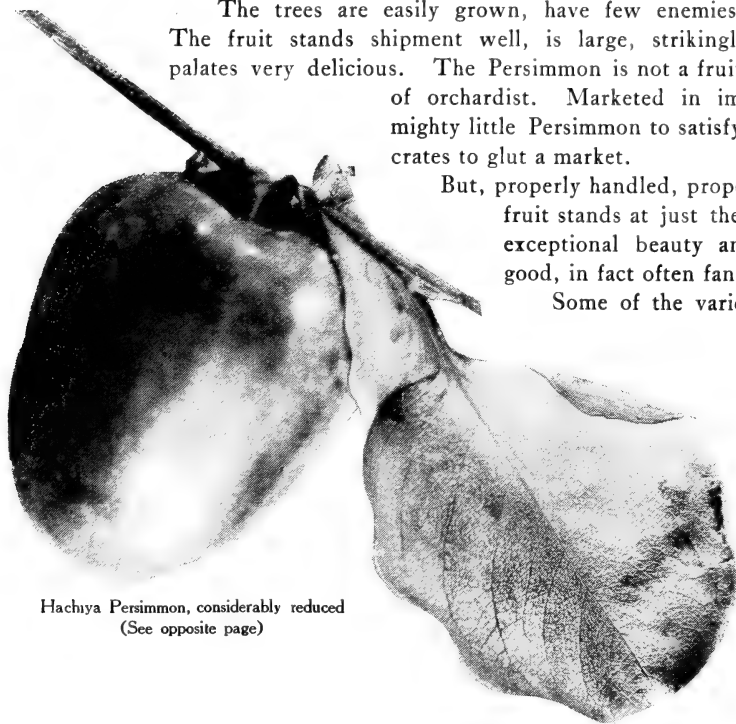 The trees are easily grown, have few enemies
The fruit stands shipment well, is large, strikingl
palates very delicious. The Persimmon is not a frui
of orchardist. Marketed in im
mighty little Persimmon to satisfy
crates to glut a market.
But, properly handled, prop
fruit stands at just the
exceptional beauty an
good, in fact often fan
Some of the vari
Hachiya Persimmon, considerably reduced
(See opposite page)